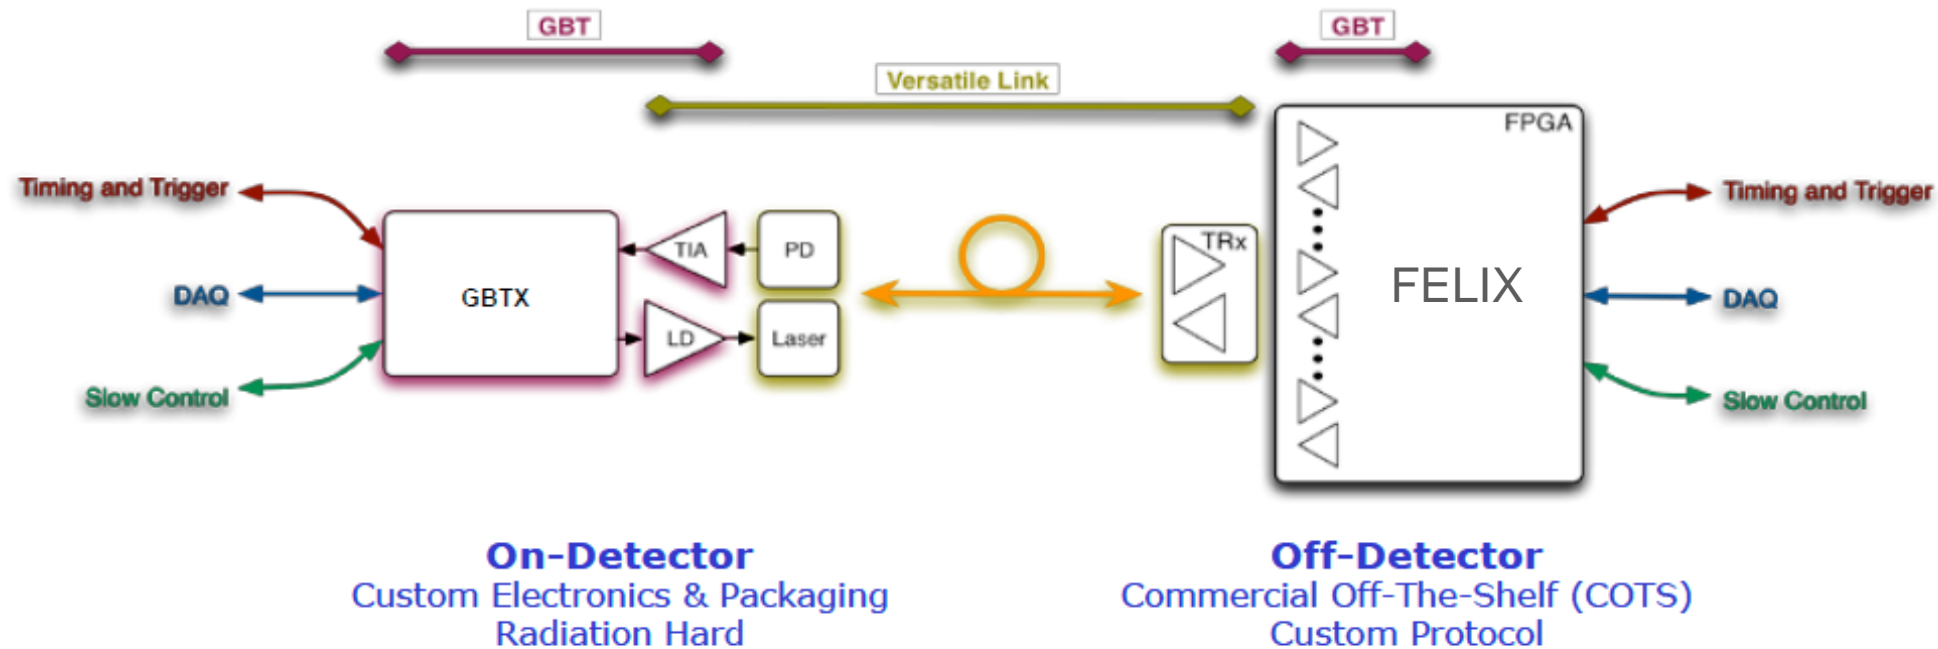 GBT
GBT
Versatile Link
FPGA
Timing and Trigger
Timing and Trigger
TIA
PD
TRx
DAQ
GBTX
FELIX
DAQ
LD
Laser
Slow Control
Slow Control
On-Detector
Custom Electronics & Packaging
Radiation Hard
Off-Detector
Commercial Off-The-Shelf (COTS)
Custom Protocol